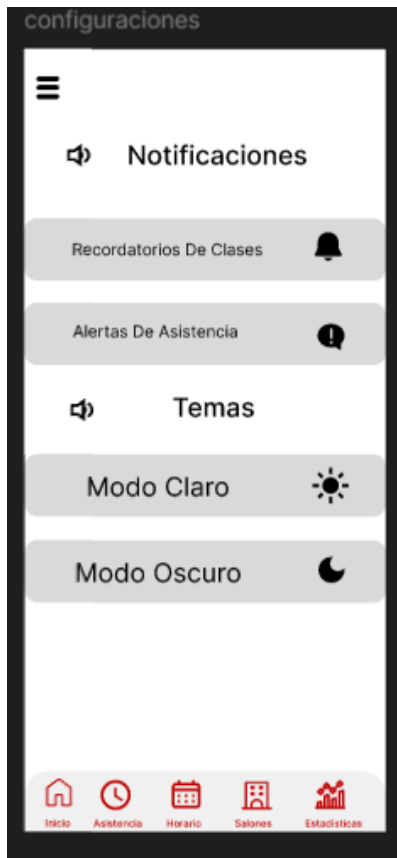 configuraciones
Notificaciones
Recordatorios De Clases
Alertas De Asistencia
Temas
Modo Claro
Modo Oscuro
Inicio Asistencia Horario Salones Estadisticas